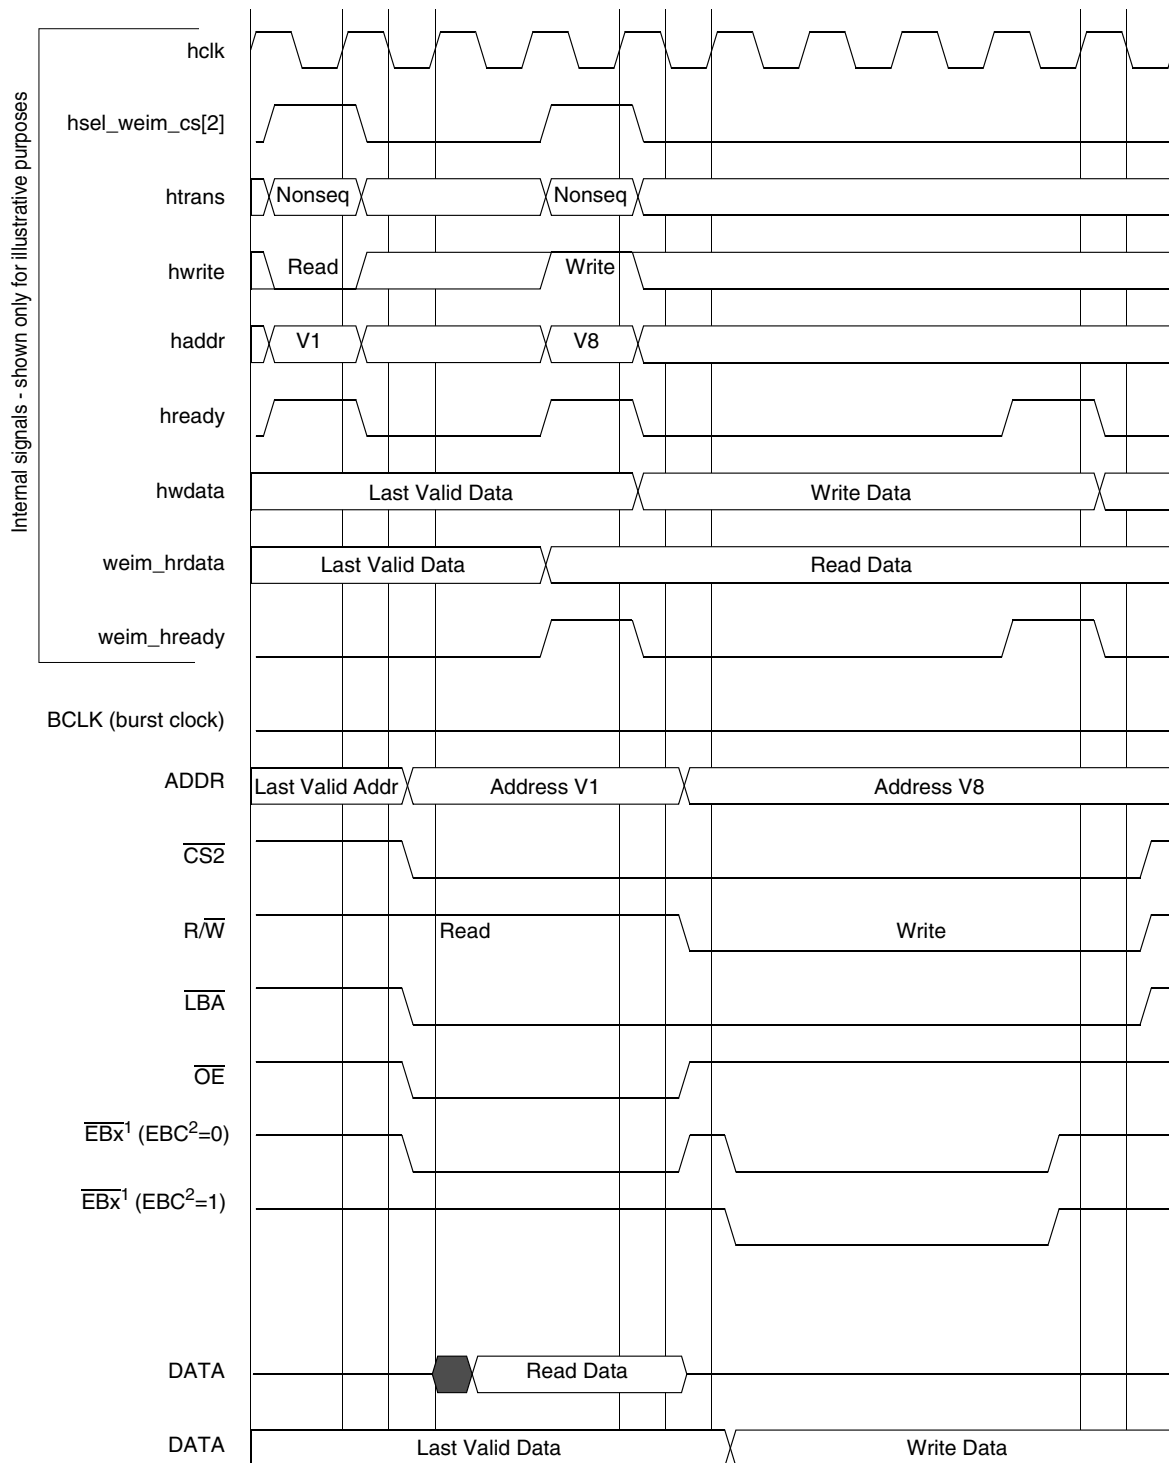 Internal signals - shown only for illustrative purposes
hclk
hsel_weim_cs[2]
htrans Nonseq Nonseq
hwrite Read Write
haddr V1 V8
hready
hwdata Last Valid Data Write Data
weim_hrdata Last Valid Data Read Data
weim_hready
BCLK (burst clock)
ADDR Last Valid Addr Address V1 Address V8
CS2
R/W Read Write
LBA
OE
EBx¹ (EBC²=0)
EBx¹ (EBC²=1)
DATA Read Data
DATA Last Valid Data Write Data